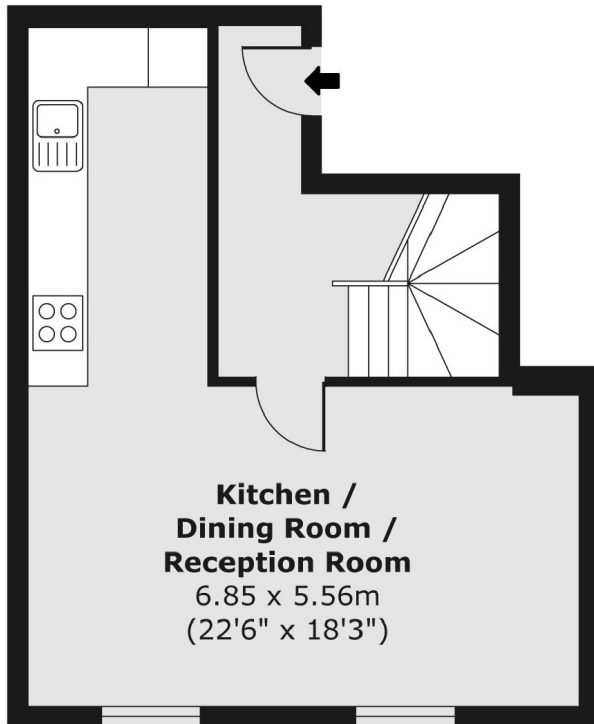 Kitchen /
Dining Room /
Reception Room
6.85 x 5.56m
(22'6" x 18'3")